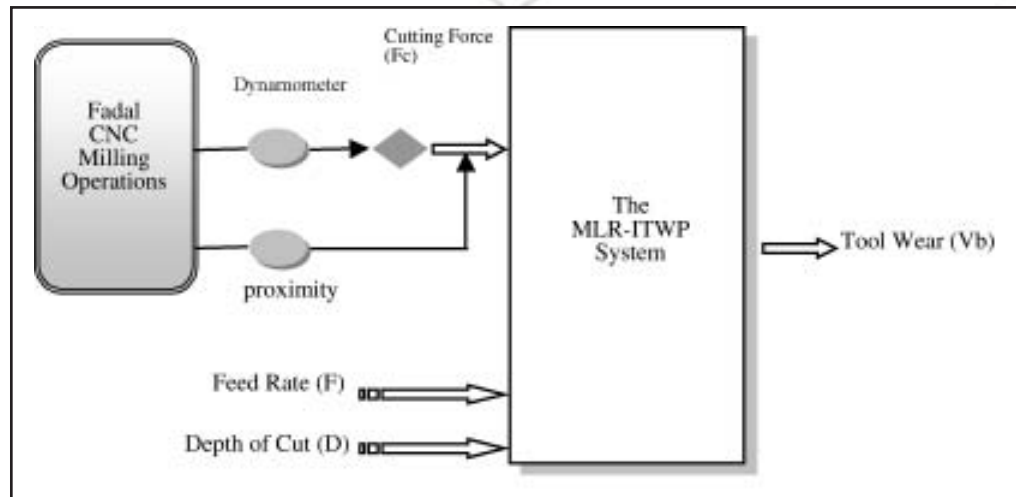 Cutting Force
(Fc)
Dynamometer
Fadal
CNC
Milling
Operations
proximity
The
MLR-ITWP
System
Tool Wear (Vb)
Feed Rate (F)
Depth of Cut (D)